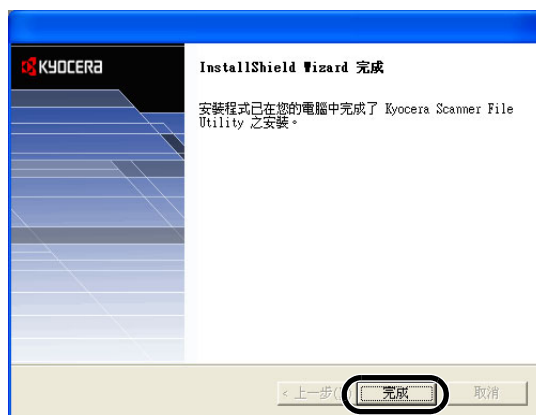 KYOCERA
InstallShield Wizard 完成
安裝程式已在您的電腦中完成了 Kyocera Scanner File
Utility 之安裝。
< 上一步(
完成
取消